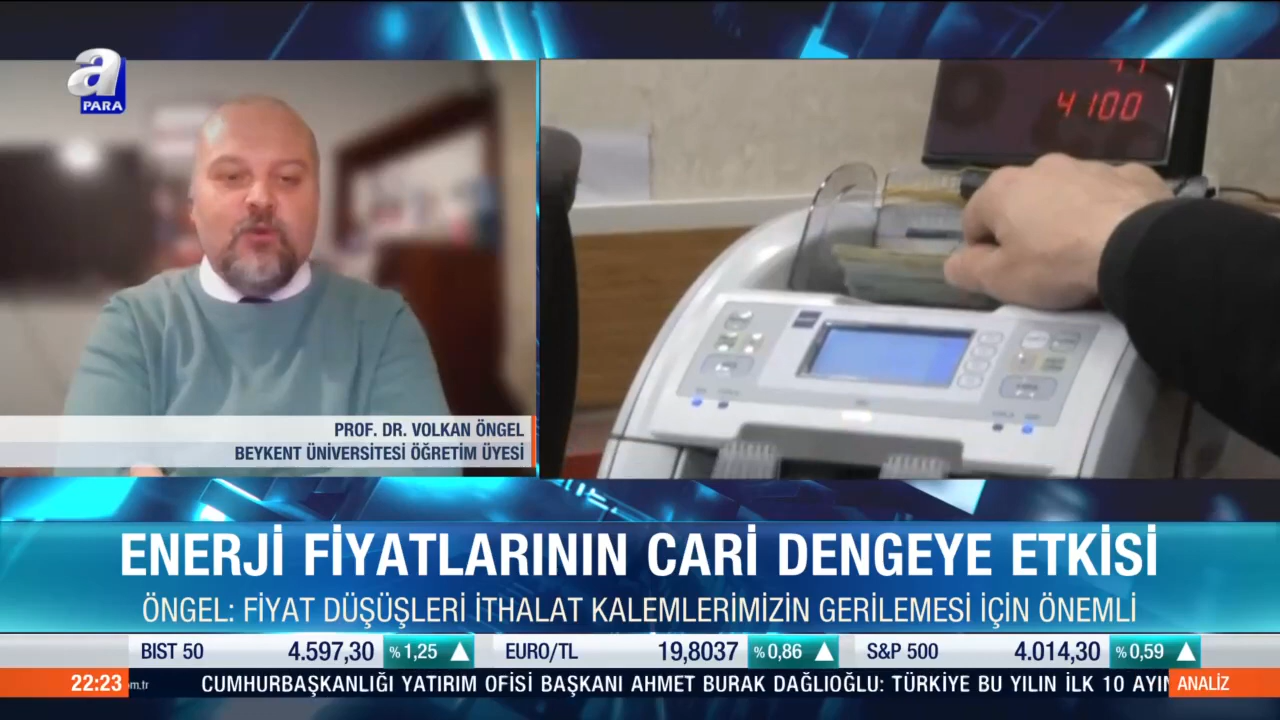 a
PARA
4100
PROF. DR. VOLKAN ÖNGEL
BEYKENT ÜNİVERSİTESİ ÖĞRETİM ÜYESİ
ENERJİ FİYATLARININ CARİ DENGEYE ETKİSİ
ÖNGEL: FİYAT DÜŞÜŞLERİ İTHALAT KALEMLERİMİZİN GERİLEMESİ İÇİN ÖNEMLİ
BIST 50 4.597,30 %1,25 EURO/TL 19,8037 %0,86 S&P 500 4.014,30 %0,59
22:23 om.tr CUMHURBAŞKANLIĞI YATIRIM OFİSİ BAŞKANI AHMET BURAK DAĞLIOĞLU: TÜRKİYE BU YILIN İLK 10 AYIN ANALİZ